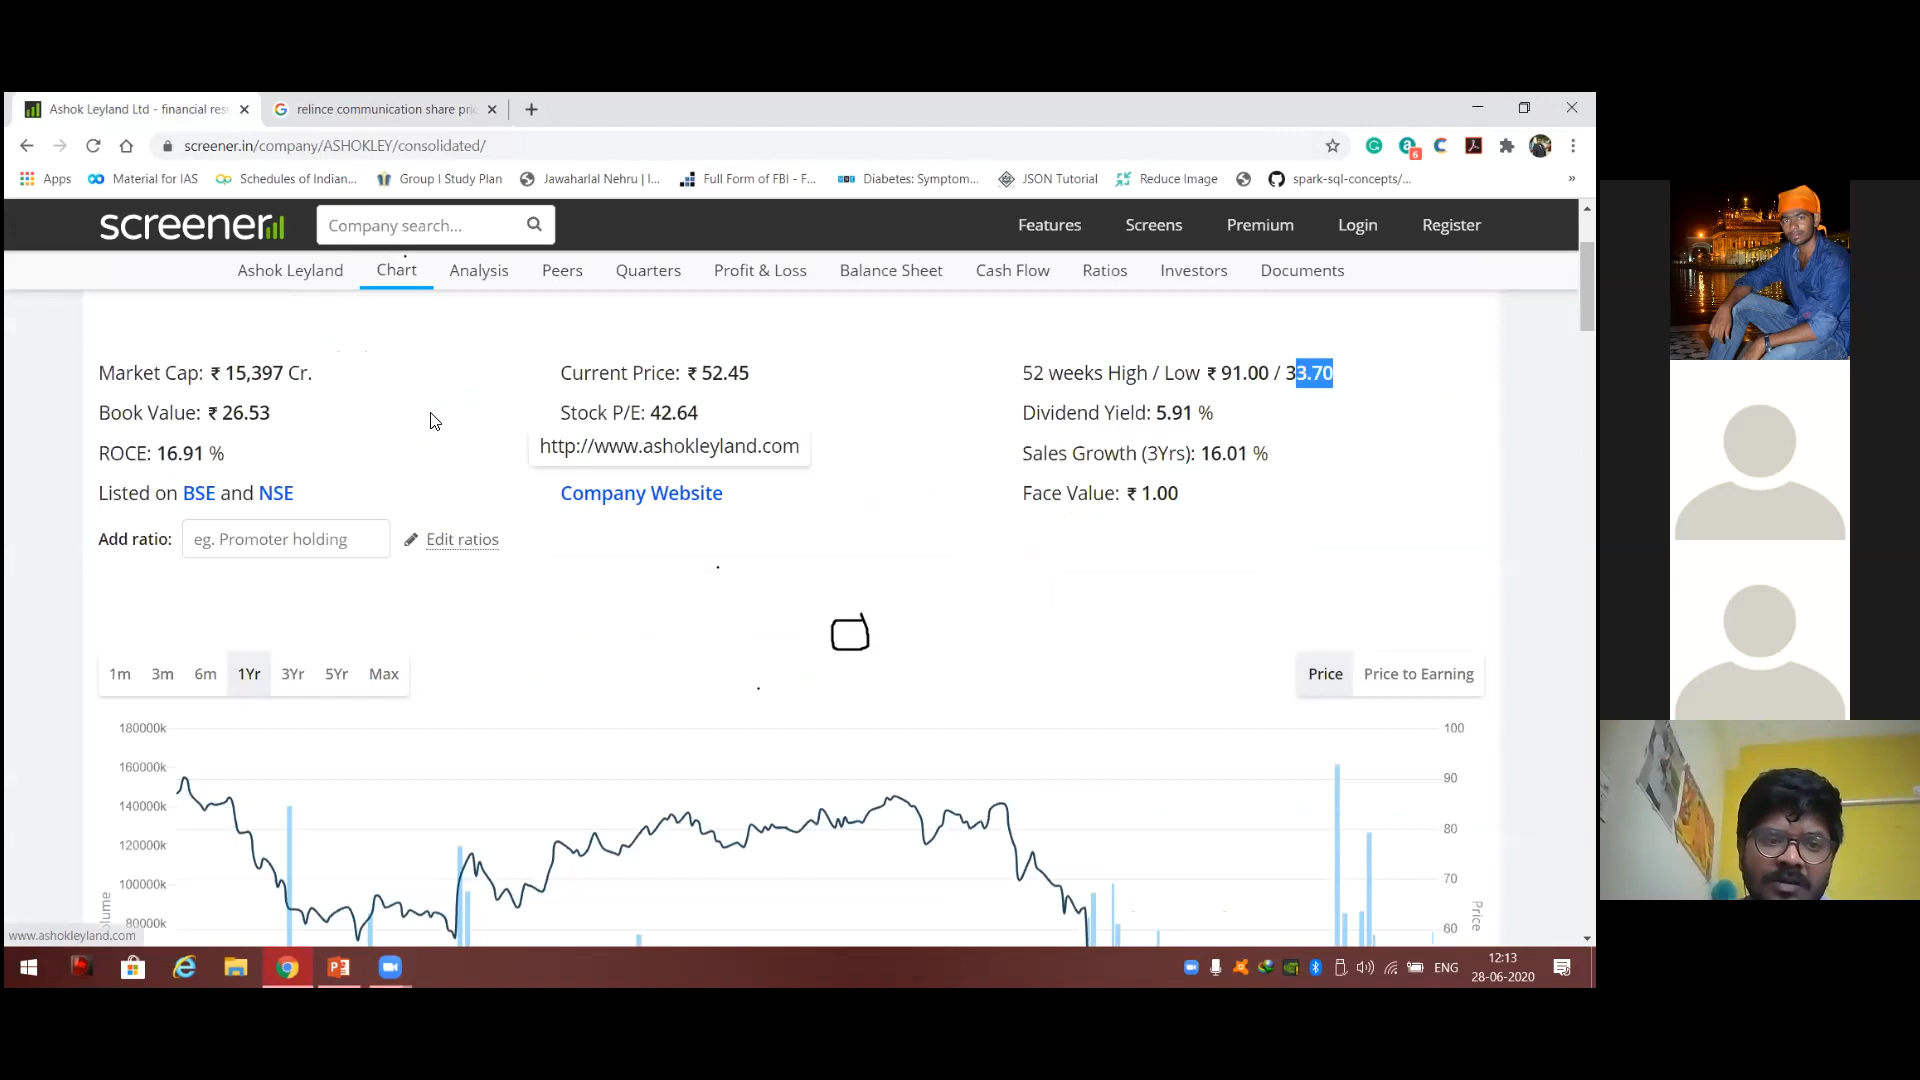 Ashok Leyland Ltd - financial res
relince communication share pric
screener.in/company/ASHOKLEY/consolidated/
6
Apps
Material for IAS
Schedules of Indian...
Group I Study Plan
Jawaharlal Nehru | I...
Full Form of FBI - F...
Diabetes: Symptom...
JSON Tutorial
Reduce Image
spark-sql-concepts/...
»
screener
Company search...
Features
Screens
Premium
Login
Register
Ashok Leyland
Chart
Analysis
Peers
Quarters
Profit & Loss
Balance Sheet
Cash Flow
Ratios
Investors
Documents
Market Cap: ₹ 15,397 Cr.
Current Price: ₹ 52.45
52 weeks High / Low ₹ 91.00 / 33.70
Book Value: ₹ 26.53
Stock P/E: 42.64
Dividend Yield: 5.91 %
http://www.ashokleyland.com
ROCE: 16.91 %
Sales Growth (3Yrs): 16.01 %
Listed on BSE and NSE
Company Website
Face Value: ₹ 1.00
Add ratio:
eg. Promoter holding
Edit ratios
1m 3m 6m 1Yr 3Yr 5Yr Max
Price
Price to Earning
180000k
100
160000k
90
140000k
80
120000k
100000k
70
80000k
60
Price
www.ashokleyland.com
ENG
12:13
28-06-2020